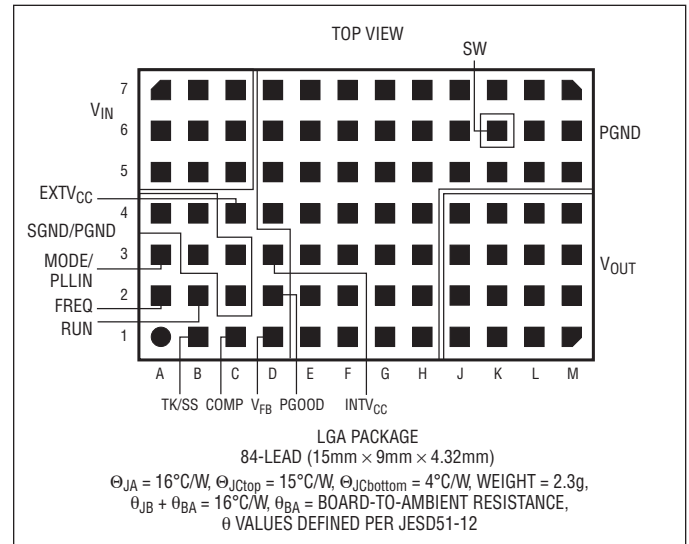 TOP VIEW
SW
7
VIN
6
PGND
5
EXTVCC
4
SGND/PGND
MODE/
PLLIN
3
VOUT
FREQ
2
RUN
1
A B C D E F G H J K L M
TK/SS COMP VFB PGOOD INTVCC
LGA PACKAGE
84-LEAD (15mm × 9mm × 4.32mm)
ΘJA = 16°C/W, ΘJCtop = 15°C/W, ΘJCbottom = 4°C/W, WEIGHT = 2.3g,
θJB + θBA = 16°C/W, θBA = BOARD-TO-AMBIENT RESISTANCE,
θ VALUES DEFINED PER JESD51-12